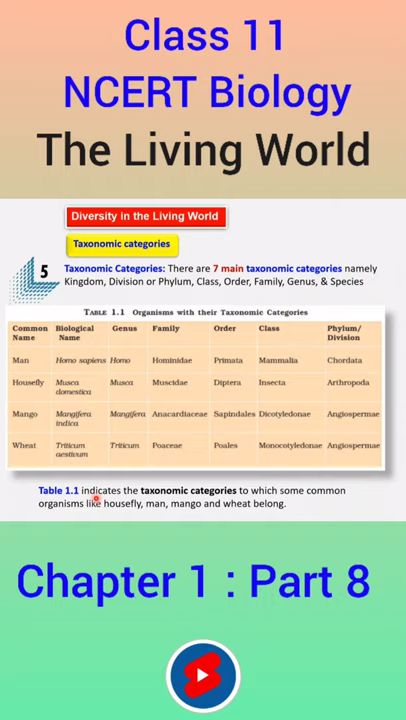 Class 11
NCERT Biology
The Living World
Diversity in the Living World
Taxonomic categories
5
Taxonomic Categories: There are 7 main taxonomic categories namely
Kingdom, Division or Phylum, Class, Order, Family, Genus, & Species
TABLE 1.1 Organisms with their Taxonomic Categories
Common Name Biological Name Genus Family Order Class Phylum/ Division
Man Homo sapiens Homo Hominidae Primata Mammalia Chordata
Housefly Musca domestica Musca Muscidae Diptera Insecta Arthropoda
Mango Mangifera indica Mangifera Anacardiaceae Sapindales Dicotyledonae Angiospermae
Wheat Triticum aestivum Triticum Poaceae Poales Monocotyledonae Angiospermae
Table 1.1 indicates the taxonomic categories to which some common
organisms like housefly, man, mango and wheat belong.
Chapter 1 : Part 8